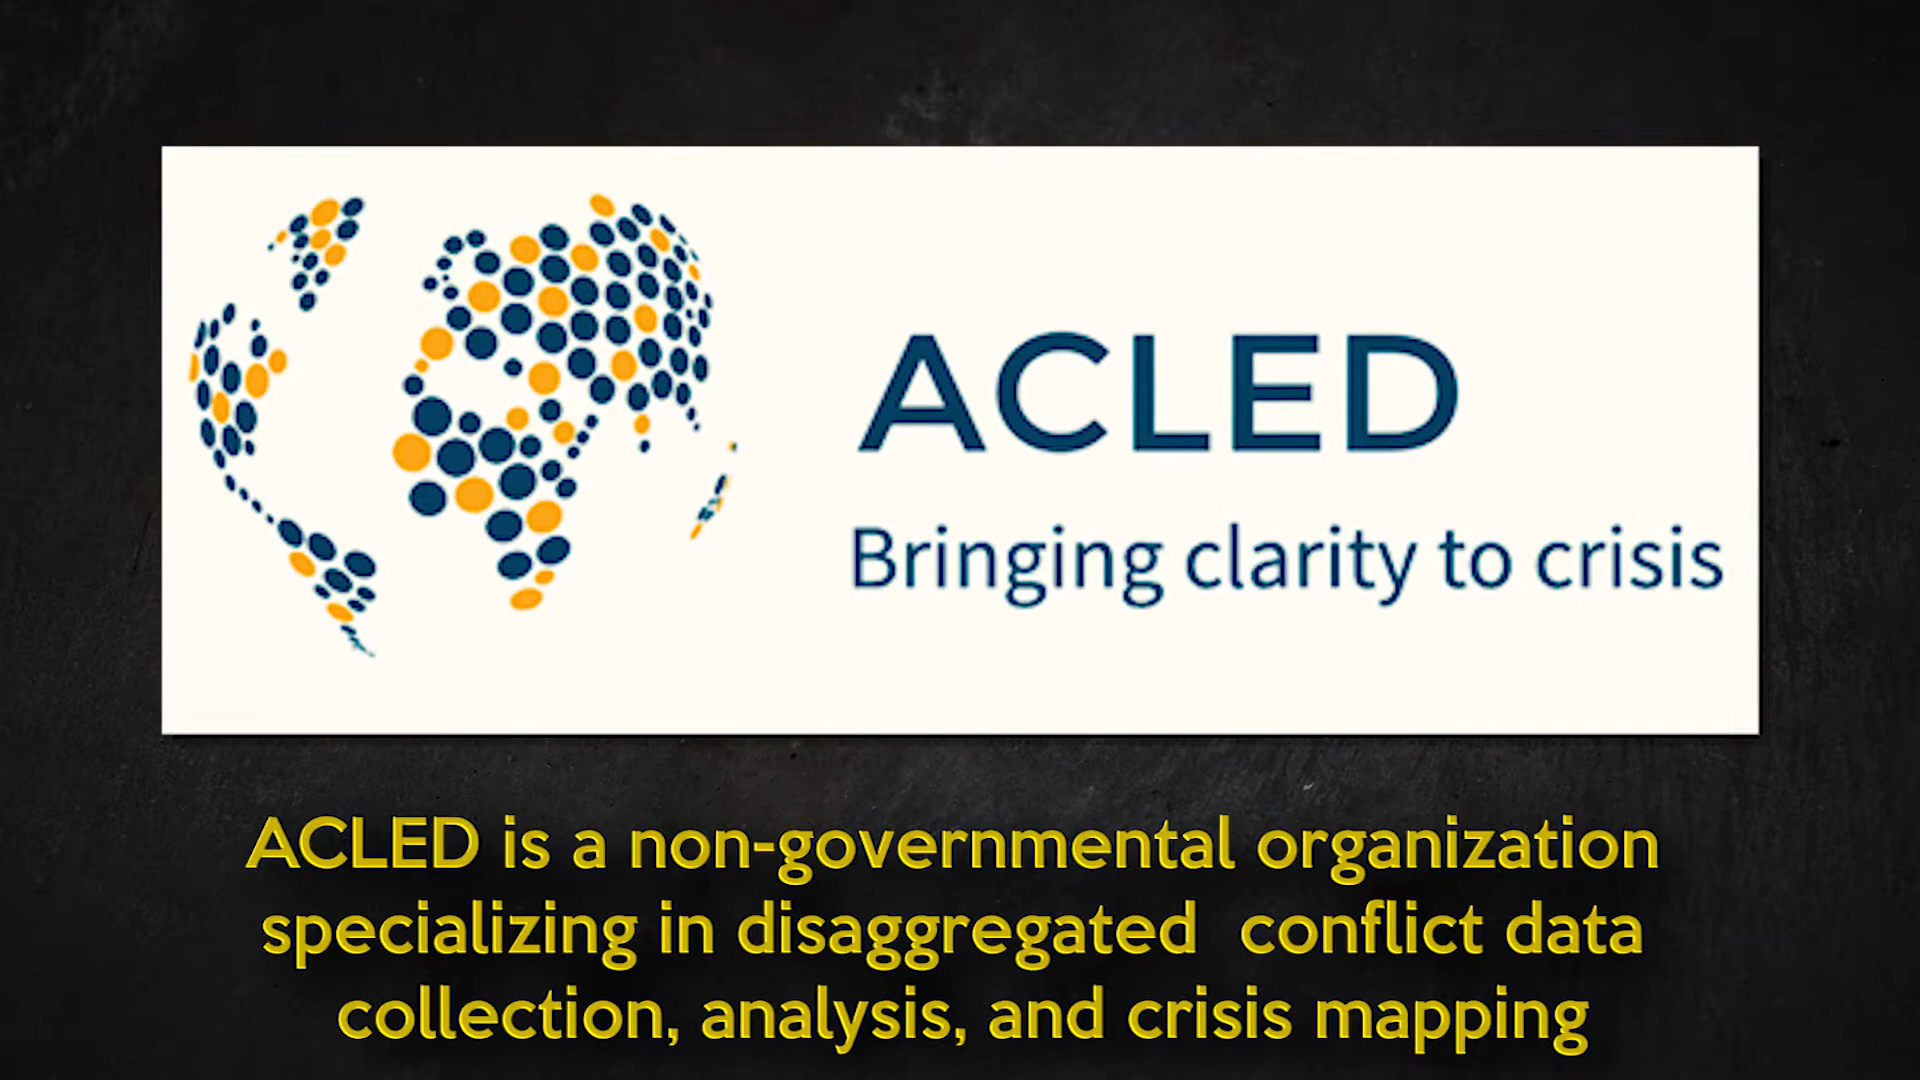 ACLED
Bringing clarity to crisis
ACLED is a non-governmental organization
specializing in disaggregated  conflict data
collection, analysis, and crisis mapping